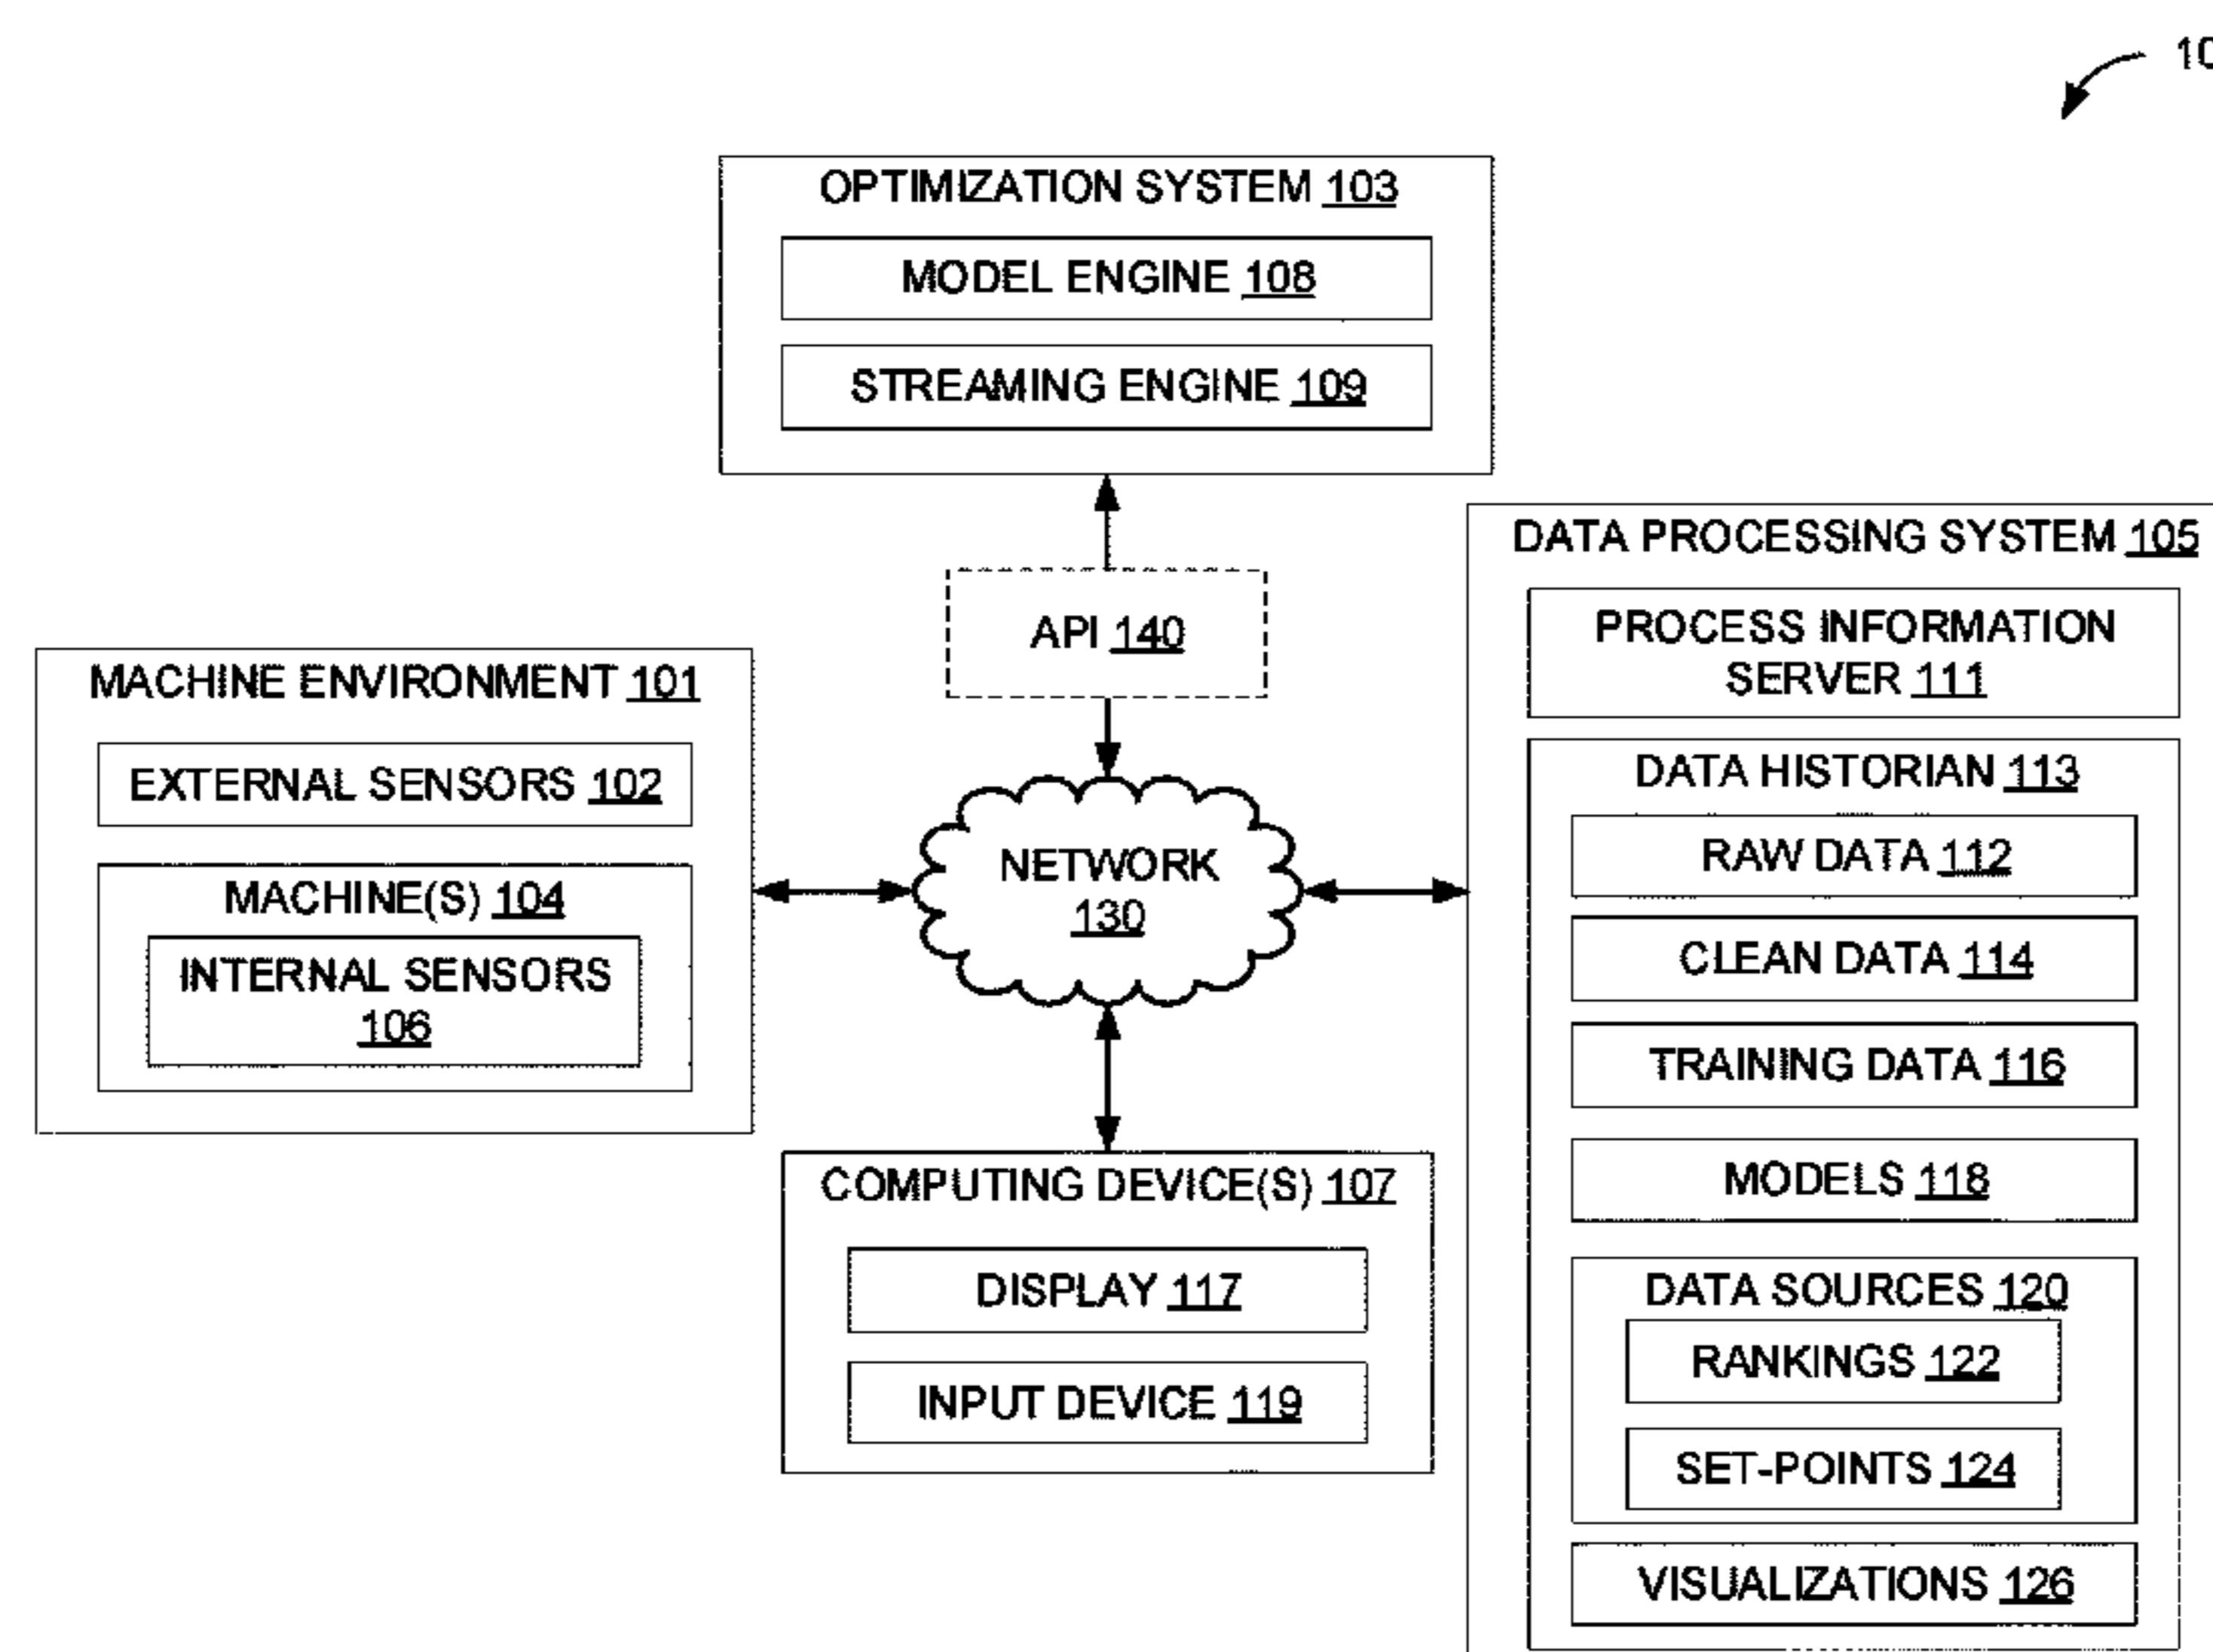 OPTIMIZATION SYSTEM 103
MODEL ENGINE 108
STREAMING ENGINE 109
API 140
MACHINE ENVIRONMENT 101
EXTERNAL SENSORS 102
MACHINE(S) 104
INTERNAL SENSORS
106
NETWORK
130
COMPUTING DEVICE(S) 107
DISPLAY 117
INPUT DEVICE 119
DATA PROCESSING SYSTEM 105
PROCESS INFORMATION
SERVER 111
DATA HISTORIAN 113
RAW DATA 112
CLEAN DATA 114
TRAINING DATA 116
MODELS 118
DATA SOURCES 120
RANKINGS 122
SET-POINTS 124
VISUALIZATIONS 126